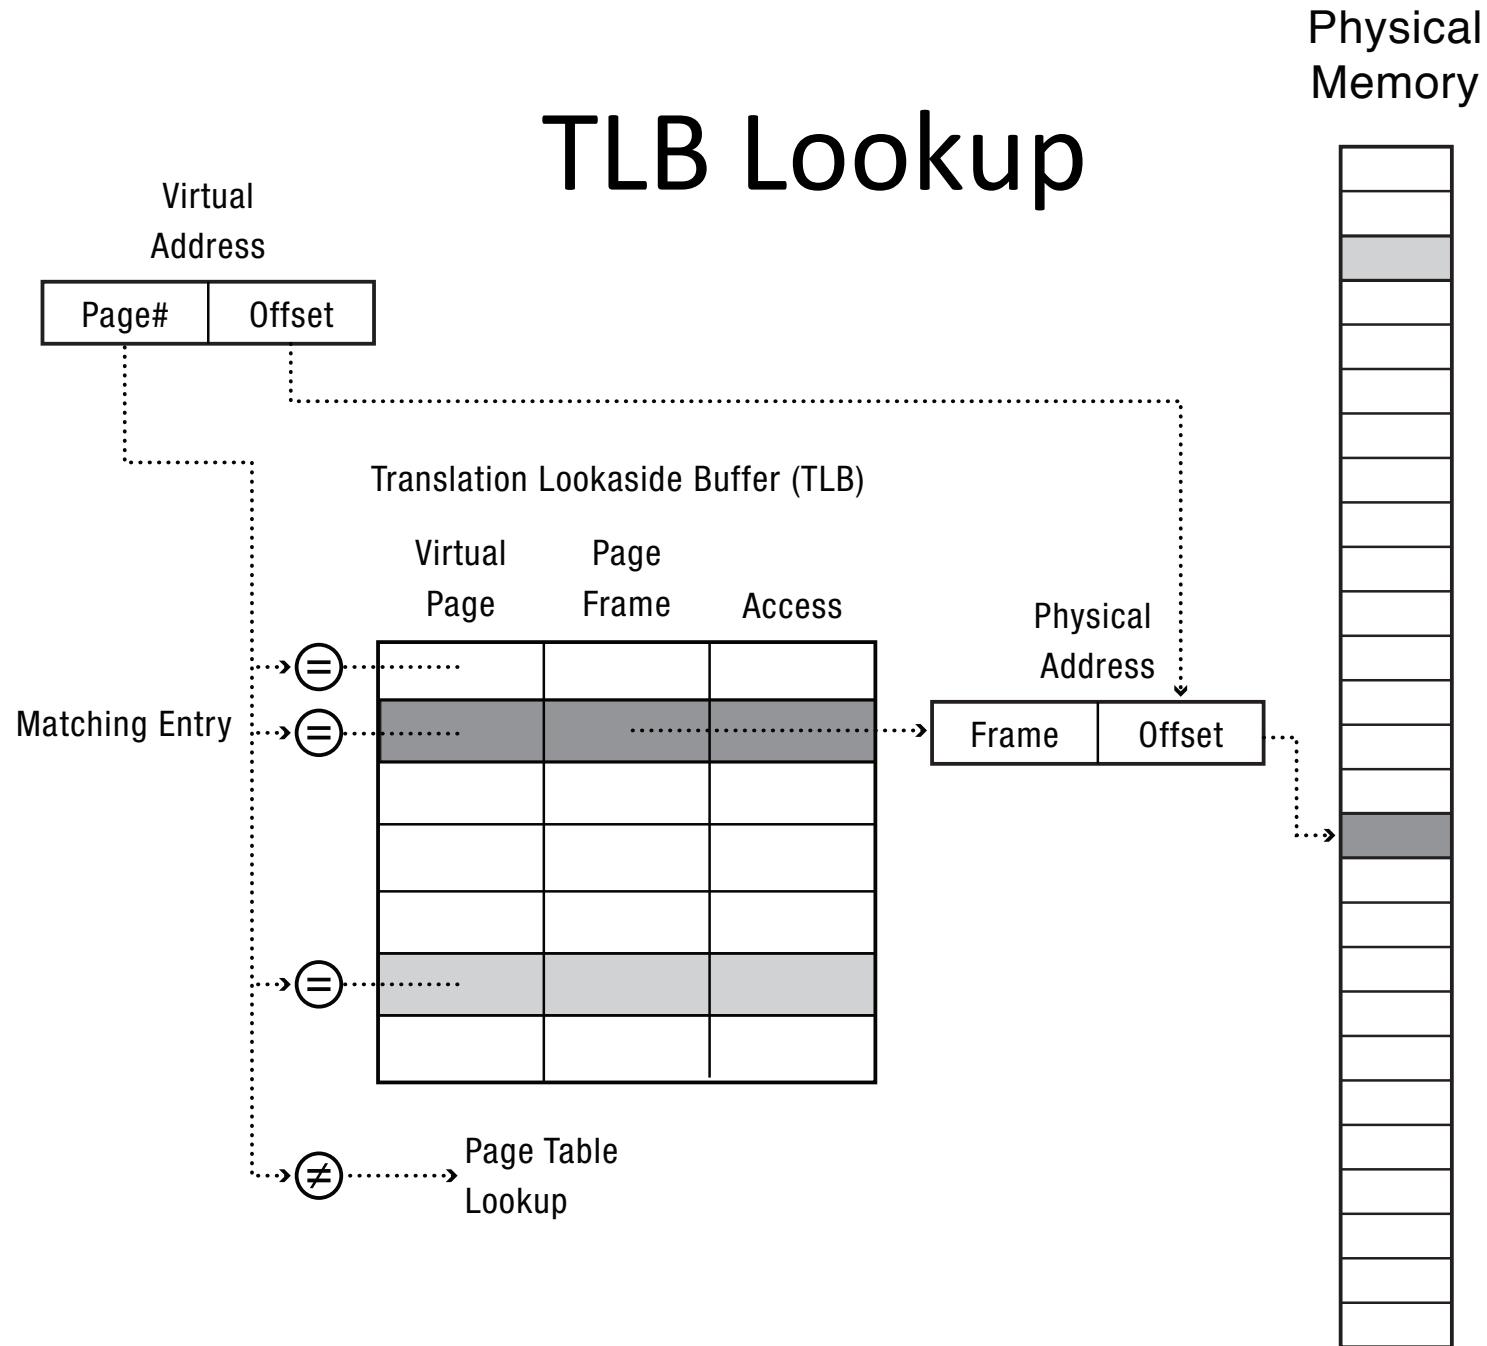 Physical
Memory
TLB Lookup
Virtual
Address
Page# Offset
Translation Lookaside Buffer (TLB)
Virtual
Page
Page
Frame
Access
Physical
Address
=
Matching Entry
=
Frame Offset
=
≠
Page Table
Lookup